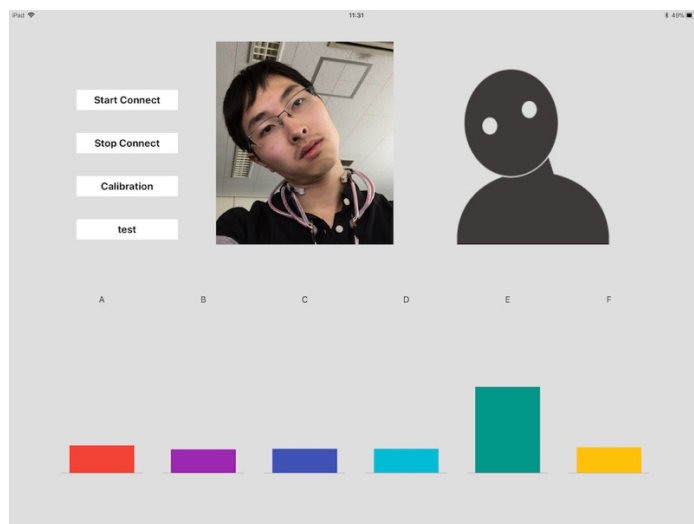 iPad
11:31
49%
Start Connect
Stop Connect
Calibration
test
A B C D E F